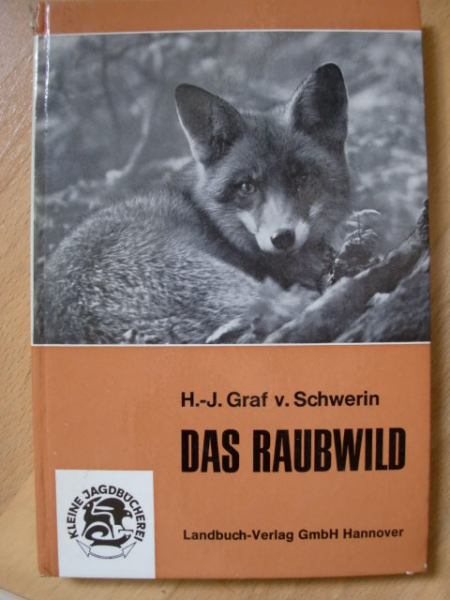 H.-J. Graf v. Schwerin
DAS RAUBWILD
KLEINE JAGDBÜCHEREI
Landbuch-Verlag GmbH Hannover